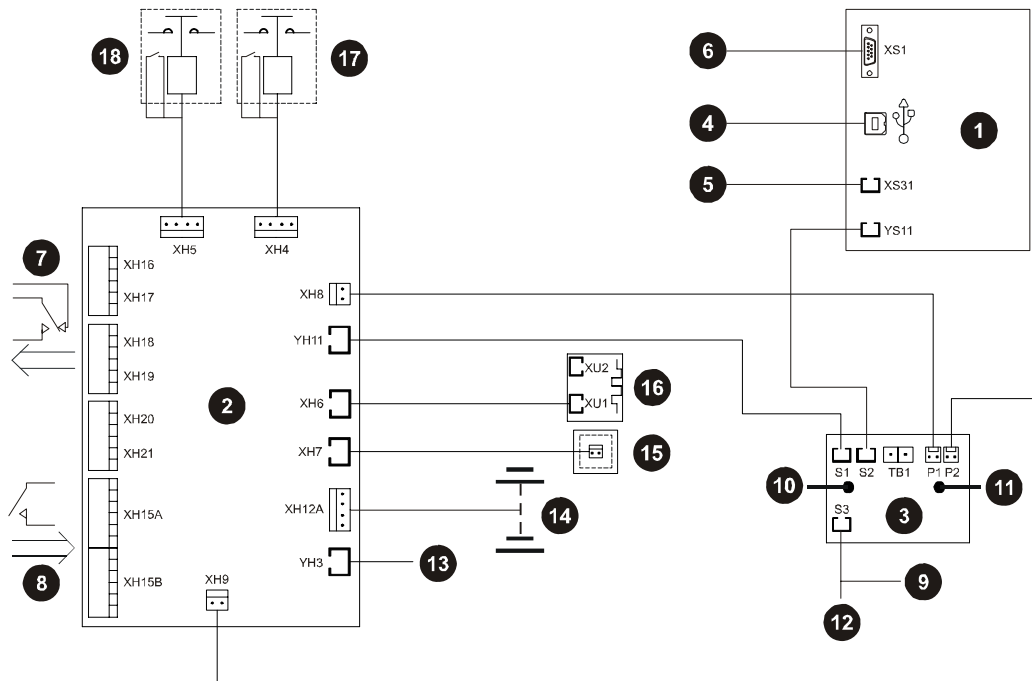 18
17
6
XS1
4
1
5
XS31
YS11
XH5
XH4
7
XH16
XH17
XH8
XH18
YH11
XH19
XU2
16
2
XH6
XU1
XH20
XH21
XH7
15
S1
S2
TB1
P1
P2
10
11
XH15A
XH12A
14
S3
3
8
XH15B
XH9
YH3
13
9
12